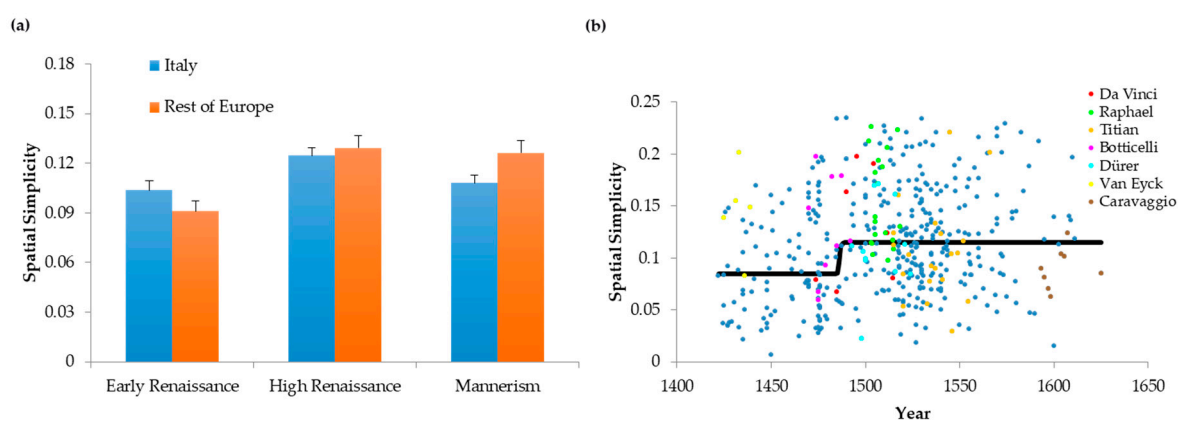 (a)
0.18
0.15
0.12
0.09
0.06
0.03
0
Spatial Simplicity
Italy
Rest of Europe
Early Renaissance
High Renaissance
Mannerism
(b)
0.25
0.2
0.15
0.1
0.05
0
Spatial Simplicity
Da Vinci
Raphael
Titian
Botticelli
Dürer
Van Eyck
Caravaggio
1400
1450
1500
1550
1600
1650
Year